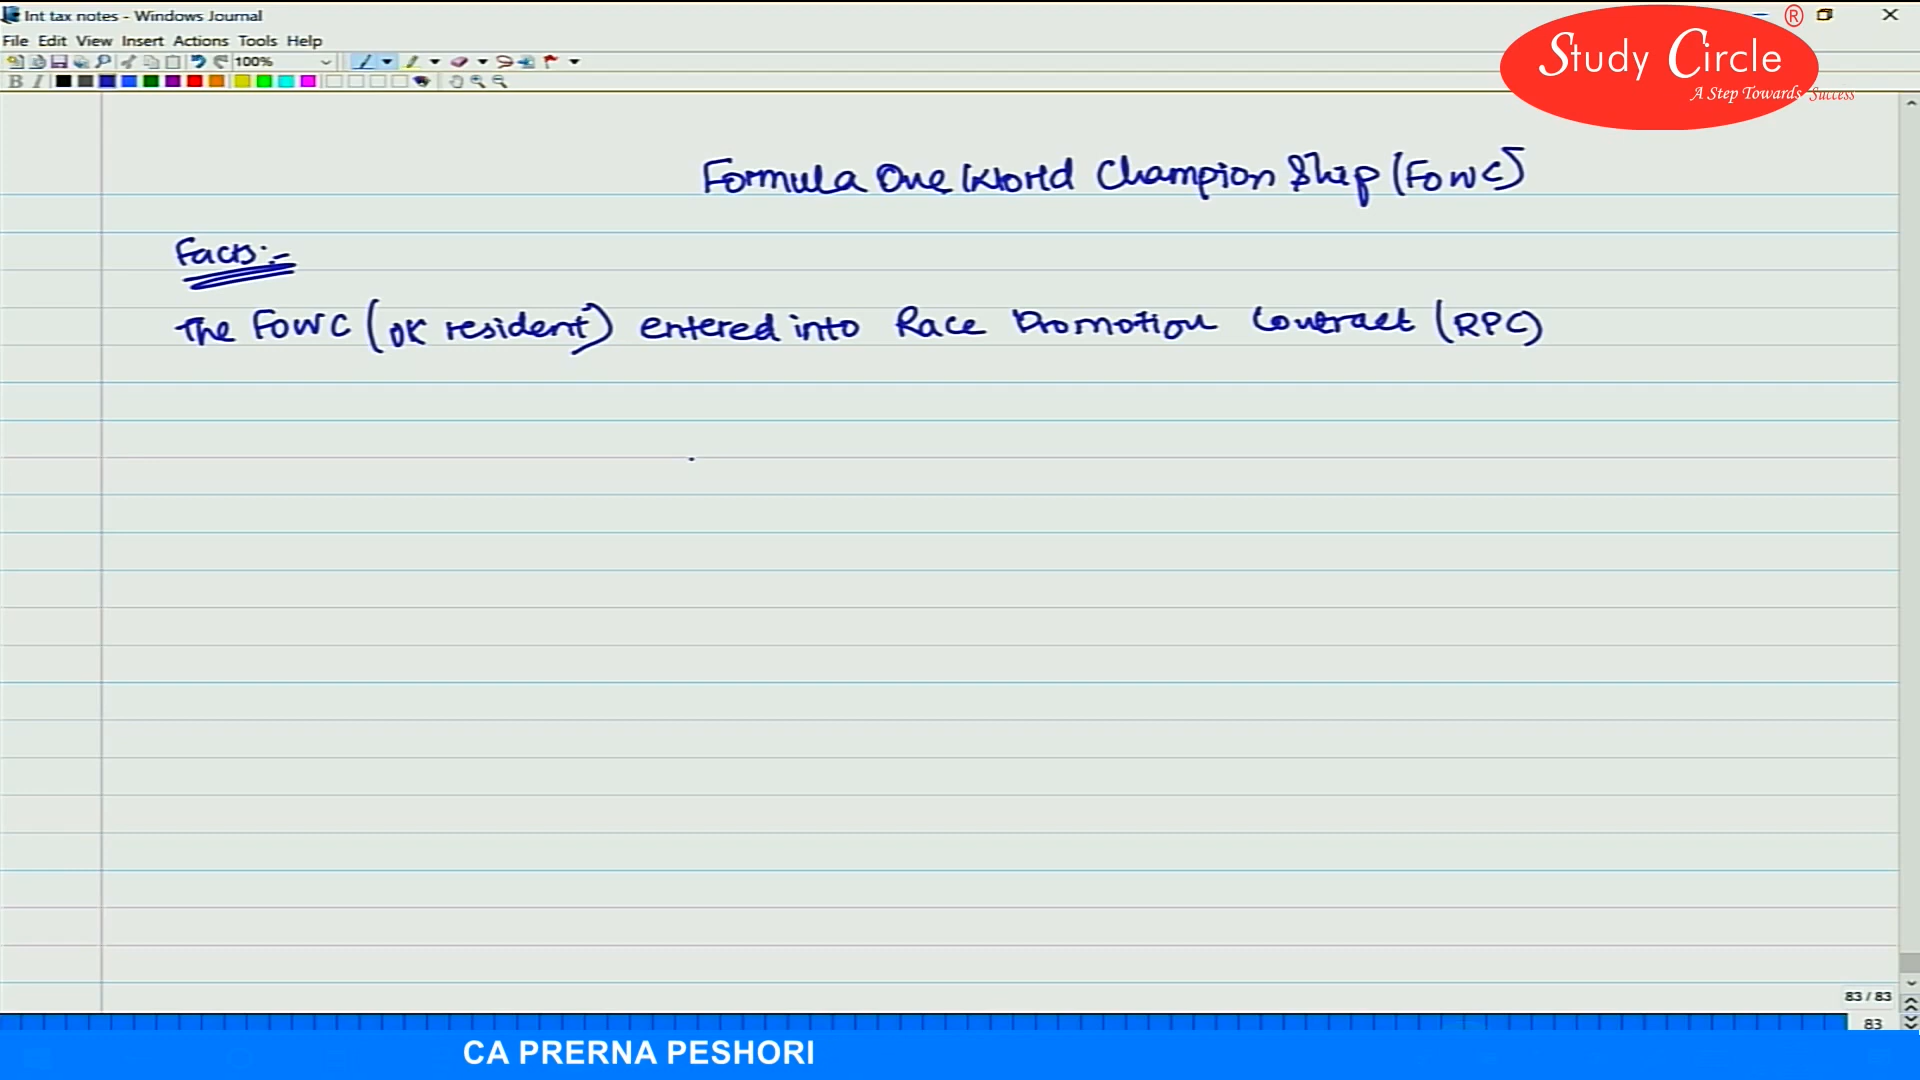 Int tax notes - Windows Journal
File Edit View Insert Actions Tools Help
100%
B I
Study Circle ®
A Step Towards Success
Formula One World Champion Ship (FOWC)
Facts:-
The FOWC (UK resident) entered into Race Promotion Contract (RPC)
83 / 83
83
CA PRERNA PESHORI